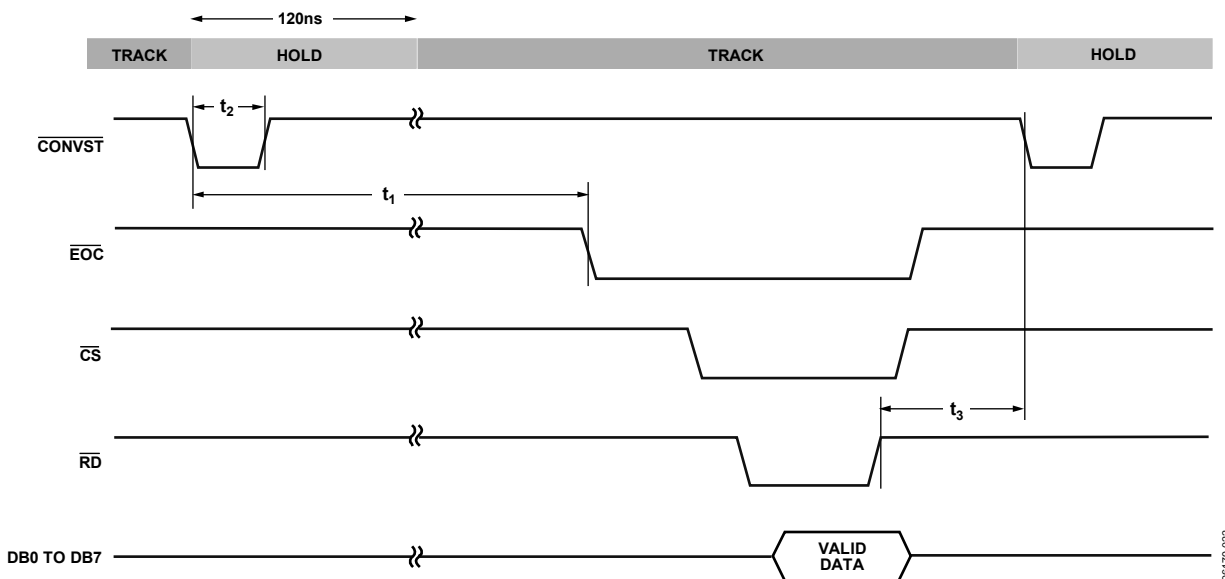 120ns
TRACK HOLD TRACK HOLD
t2
CONVST
t1
EOC
CS
t3
RD
DB0 TO DB7
VALID
DATA